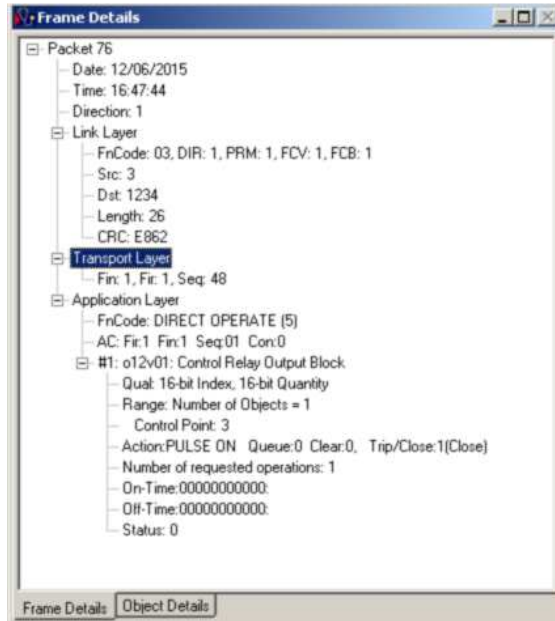 Frame Details
Packet 76
Date: 12/06/2015
Time: 16:47:44
Direction: 1
Link Layer
FnCode: 03, DIR: 1, PRM: 1, FCV: 1, FCB: 1
Src: 3
Dst: 1234
Length: 26
CRC: E862
Transport Layer
Fin: 1, Fir: 1, Seq: 48
Application Layer
FnCode: DIRECT OPERATE (5)
AC: Fir:1 Fin:1 Seq:01 Con:0
#1: o12v01: Control Relay Output Block
Qual: 16-bit Index, 16-bit Quantity
Range: Number of Objects = 1
Control Point: 3
Action:PULSE ON Queue:0 Clear:0, Trip/Close:1(Close)
Number of requested operations: 1
On-Time:00000000000:
Off-Time:00000000000:
Status: 0
Frame Details Object Details